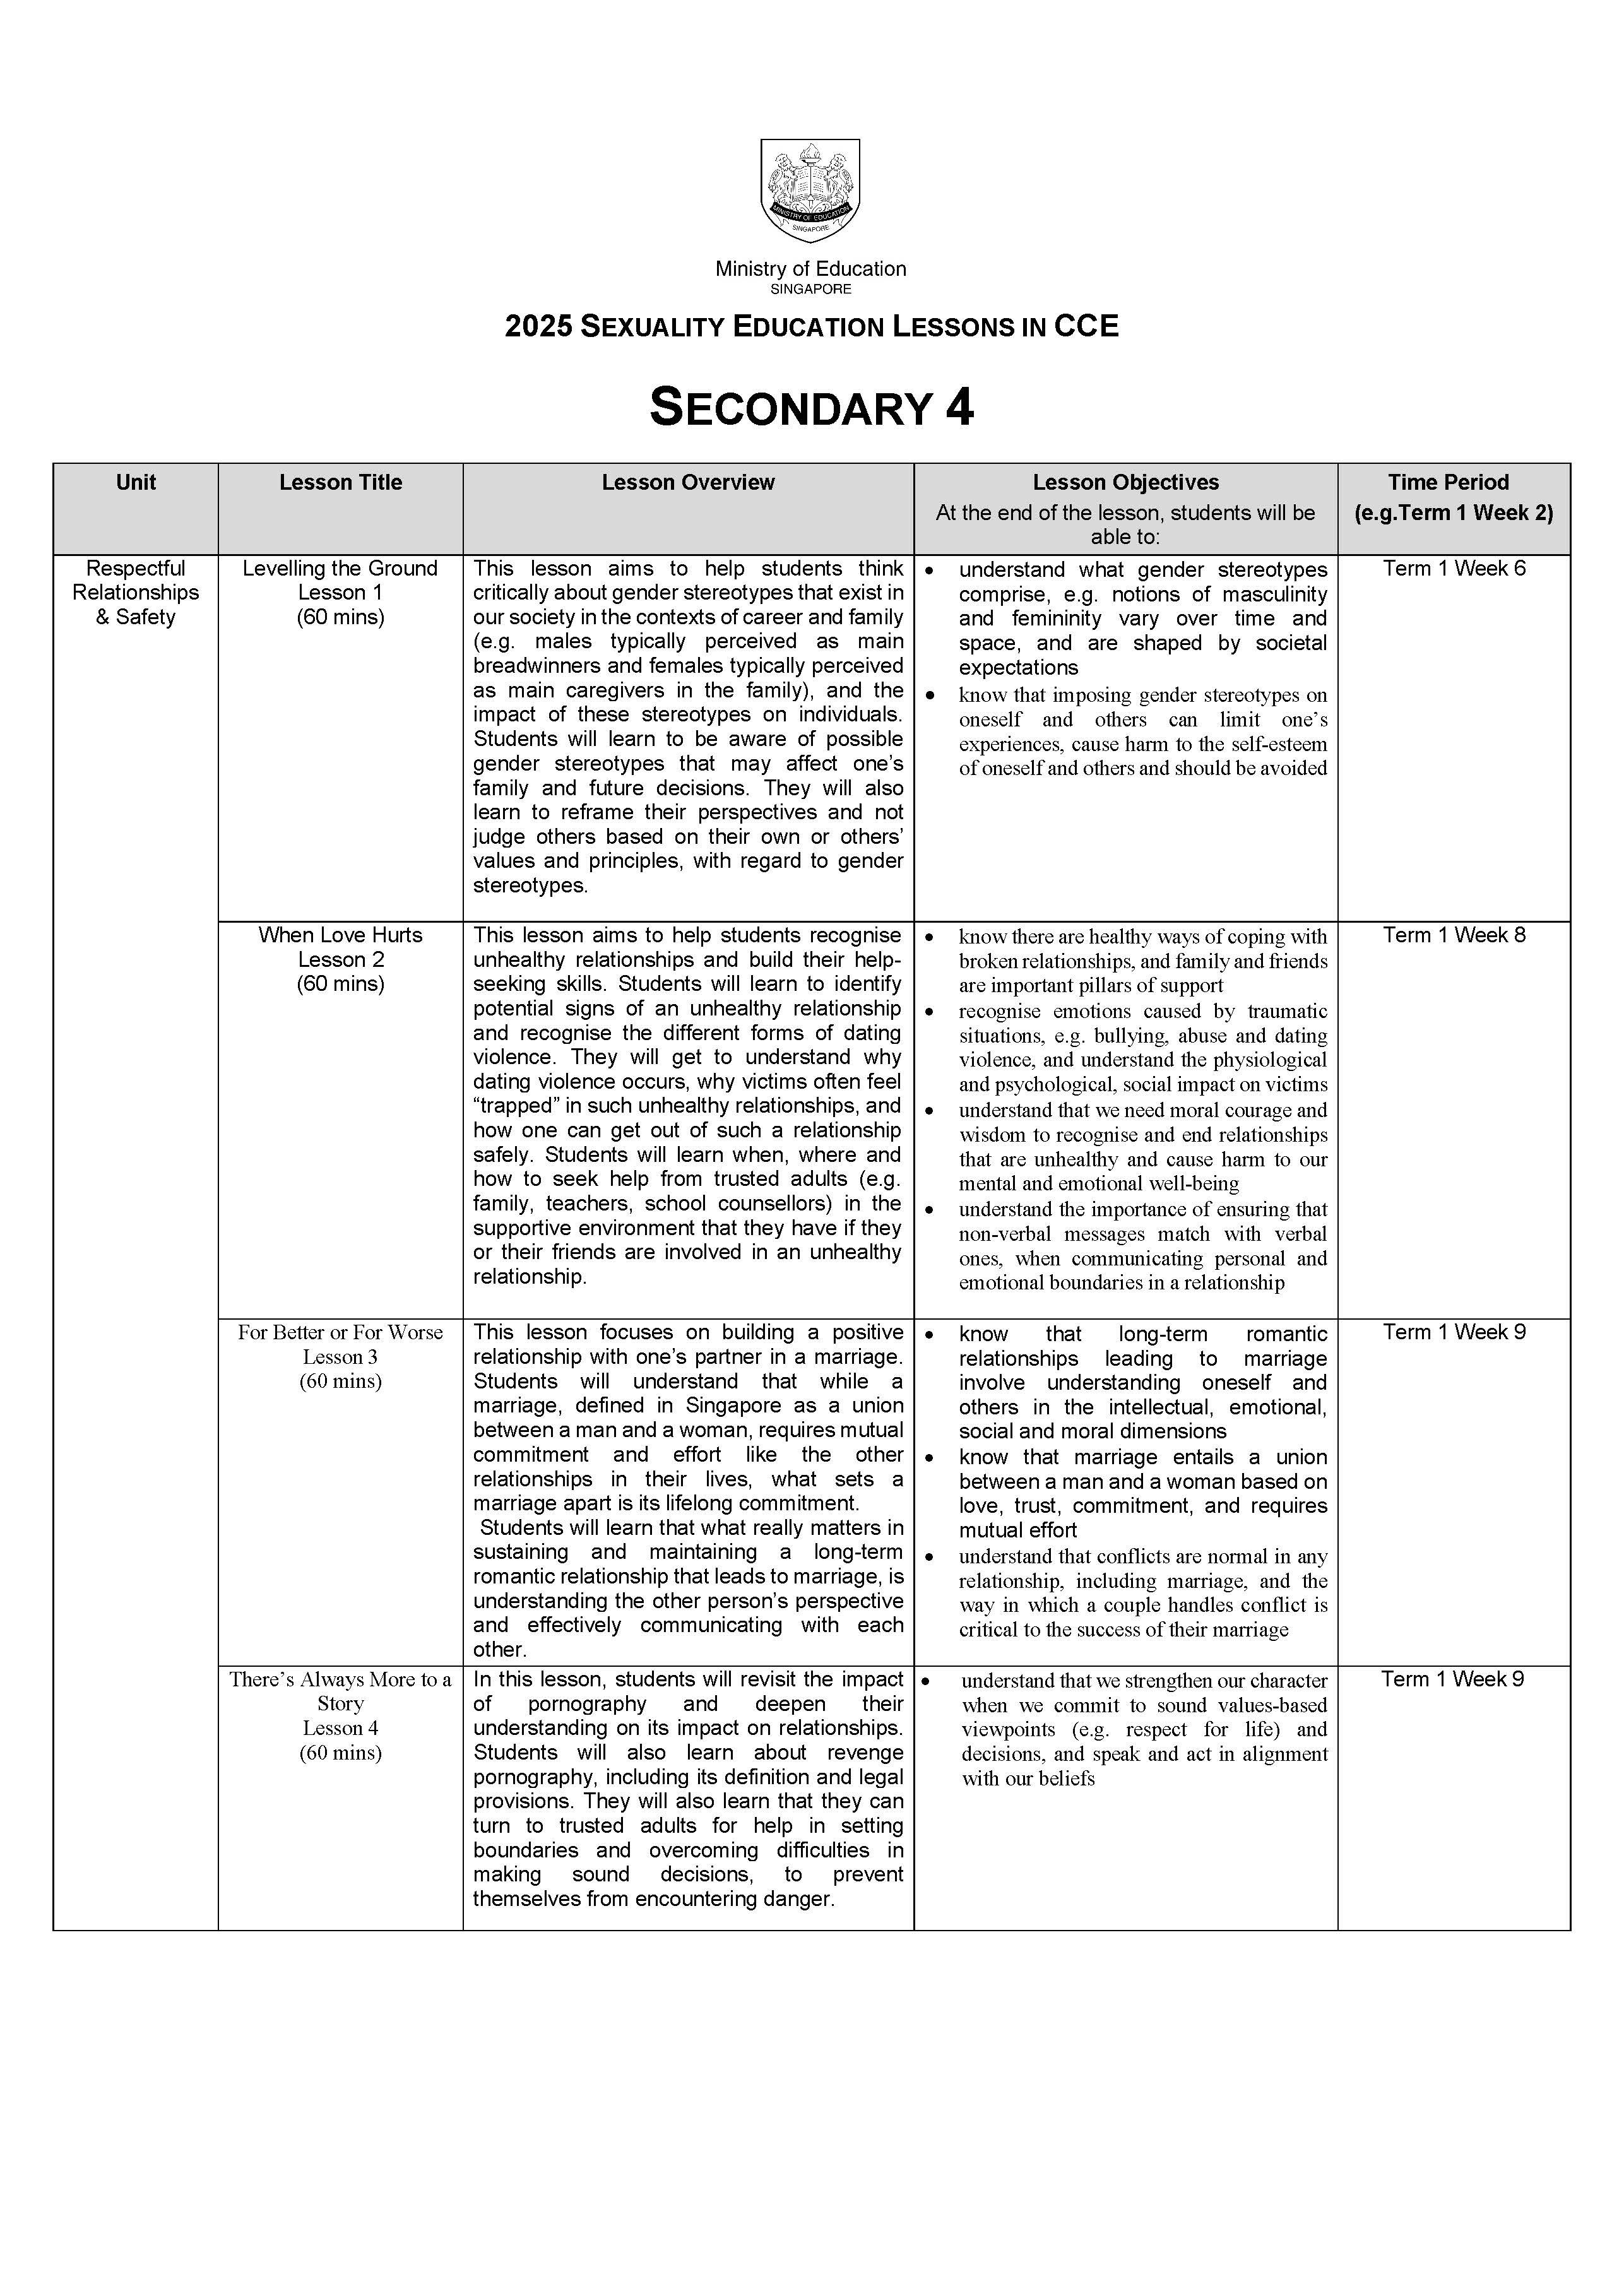 MINISTRY OF EDUCATION
SINGAPORE
Ministry of Education
SINGAPORE
2025 SEXUALITY EDUCATION LESSONS IN CCE
SECONDARY 4
Unit
Lesson Title
Lesson Overview
Lesson Objectives
At the end of the lesson, students will be
able to:
Time Period
(e.g.Term 1 Week 2)
Respectful
Relationships
& Safety
Levelling the Ground
Lesson 1
(60 mins)
This lesson aims to help students think
critically about gender stereotypes that exist in
our society in the contexts of career and family
(e.g. males typically perceived as main
breadwinners and females typically perceived
as main caregivers in the family), and the
impact of these stereotypes on individuals.
Students will learn to be aware of possible
gender stereotypes that may affect one’s
family and future decisions. They will also
learn to reframe their perspectives and not
judge others based on their own or others’
values and principles, with regard to gender
stereotypes.
• understand what gender stereotypes
comprise, e.g. notions of masculinity
and femininity vary over time and
space, and are shaped by societal
expectations
• know that imposing gender stereotypes on
oneself and others can limit one’s
experiences, cause harm to the self-esteem
of oneself and others and should be avoided
Term 1 Week 6
When Love Hurts
Lesson 2
(60 mins)
This lesson aims to help students recognise
unhealthy relationships and build their help-
seeking skills. Students will learn to identify
potential signs of an unhealthy relationship
and recognise the different forms of dating
violence. They will get to understand why
dating violence occurs, why victims often feel
“trapped” in such unhealthy relationships, and
how one can get out of such a relationship
safely. Students will learn when, where and
how to seek help from trusted adults (e.g.
family, teachers, school counsellors) in the
supportive environment that they have if they
or their friends are involved in an unhealthy
relationship.
• know there are healthy ways of coping with
broken relationships, and family and friends
are important pillars of support
• recognise emotions caused by traumatic
situations, e.g. bullying, abuse and dating
violence, and understand the physiological
and psychological, social impact on victims
• understand that we need moral courage and
wisdom to recognise and end relationships
that are unhealthy and cause harm to our
mental and emotional well-being
• understand the importance of ensuring that
non-verbal messages match with verbal
ones, when communicating personal and
emotional boundaries in a relationship
Term 1 Week 8
For Better or For Worse
Lesson 3
(60 mins)
This lesson focuses on building a positive
relationship with one’s partner in a marriage.
Students will understand that while a
marriage, defined in Singapore as a union
between a man and a woman, requires mutual
commitment and effort like the other
relationships in their lives, what sets a
marriage apart is its lifelong commitment.
Students will learn that what really matters in
sustaining and maintaining a long-term
romantic relationship that leads to marriage, is
understanding the other person’s perspective
and effectively communicating with each
other.
• know that long-term romantic
relationships leading to marriage
involve understanding oneself and
others in the intellectual, emotional,
social and moral dimensions
• know that marriage entails a union
between a man and a woman based on
love, trust, commitment, and requires
mutual effort
• understand that conflicts are normal in any
relationship, including marriage, and the
way in which a couple handles conflict is
critical to the success of their marriage
Term 1 Week 9
There’s Always More to a
Story
Lesson 4
(60 mins)
In this lesson, students will revisit the impact
of pornography and deepen their
understanding on its impact on relationships.
Students will also learn about revenge
pornography, including its definition and legal
provisions. They will also learn that they can
turn to trusted adults for help in setting
boundaries and overcoming difficulties in
making sound decisions, to prevent
themselves from encountering danger.
• understand that we strengthen our character
when we commit to sound values-based
viewpoints (e.g. respect for life) and
decisions, and speak and act in alignment
with our beliefs
Term 1 Week 9